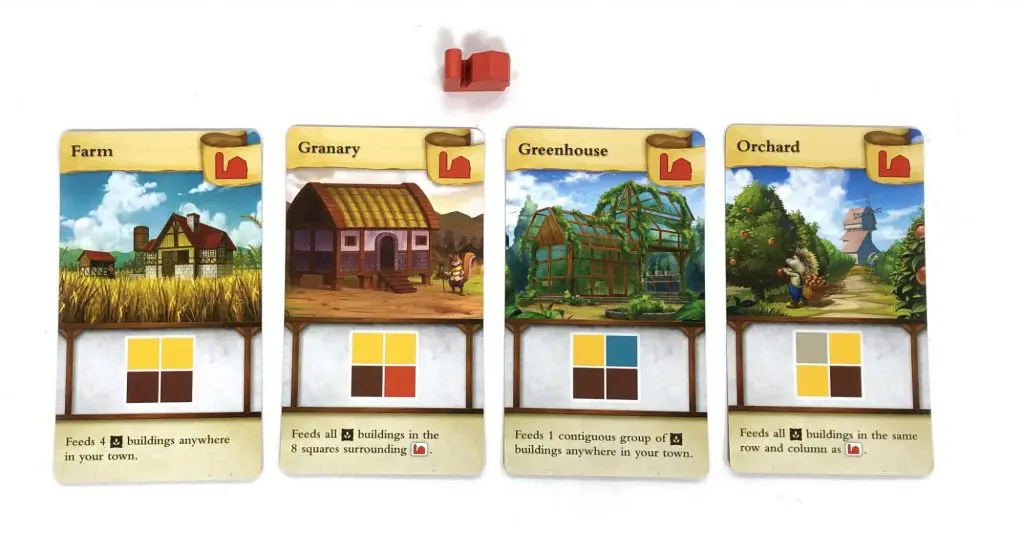 Farm
Feeds 4 buildings anywhere
in your town.
Granary
Feeds all buildings in the
8 squares surrounding .
Greenhouse
Feeds 1 contiguous group of
buildings anywhere in your town.
Orchard
Feeds all buildings in the same
row and column as .